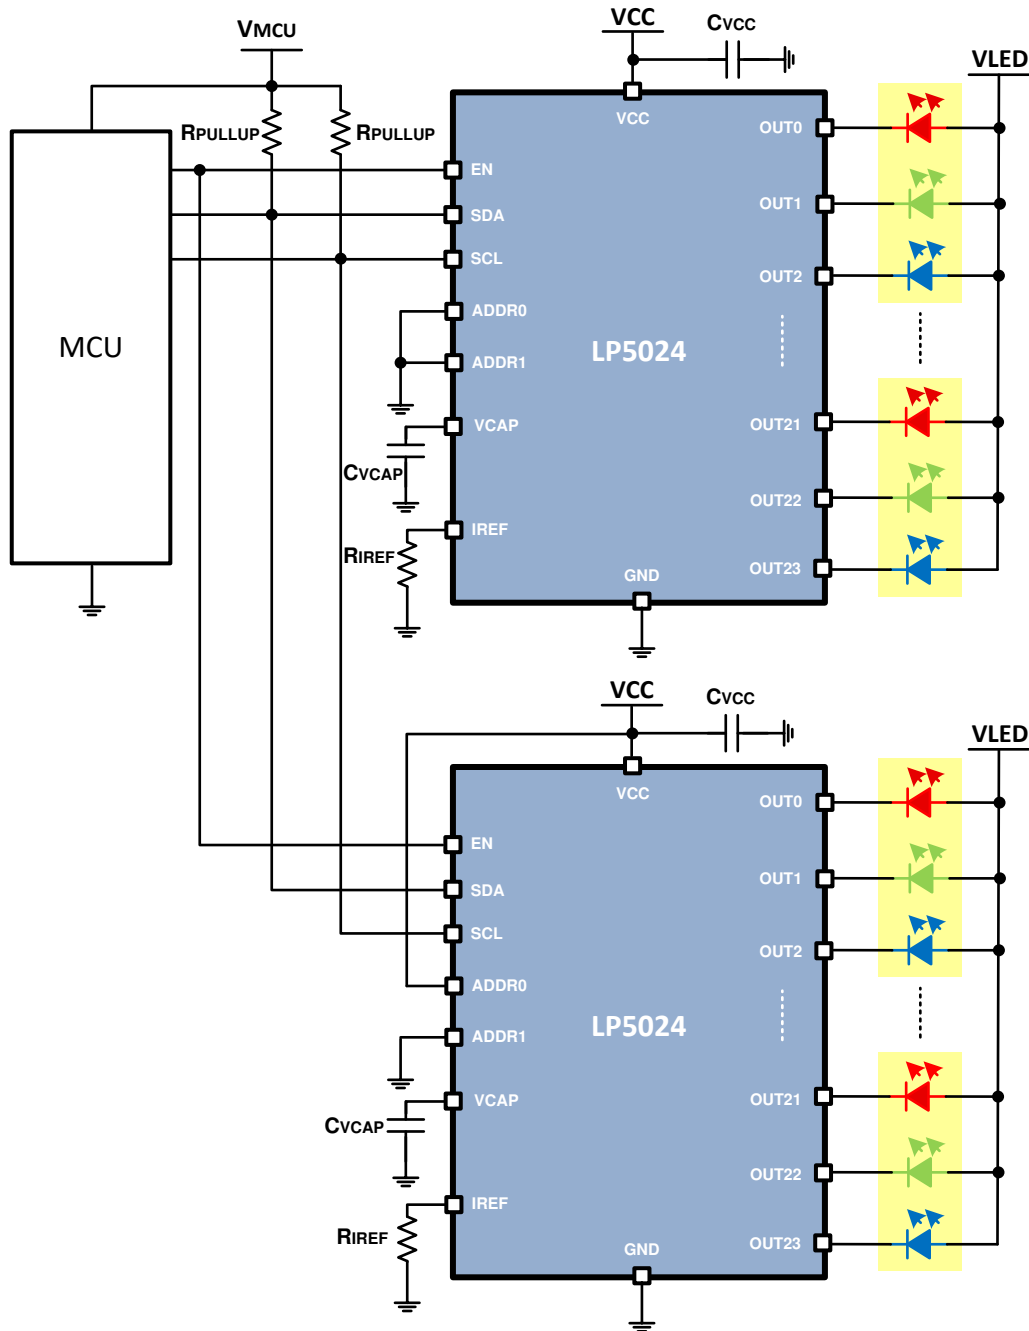 VMCU
VCC
CVCC
VLED
RPULLUP
RPULLUP
VCC
OUT0
EN
OUT1
SDA
SCL
OUT2
ADDR0
MCU
LP5024
ADDR1
VCAP
OUT21
CVCAP
OUT22
IREF
RIREF
OUT23
GND
VCC
CVCC
VLED
VCC
OUT0
EN
OUT1
SDA
SCL
OUT2
ADDR0
LP5024
ADDR1
VCAP
OUT21
CVCAP
OUT22
IREF
RIREF
OUT23
GND